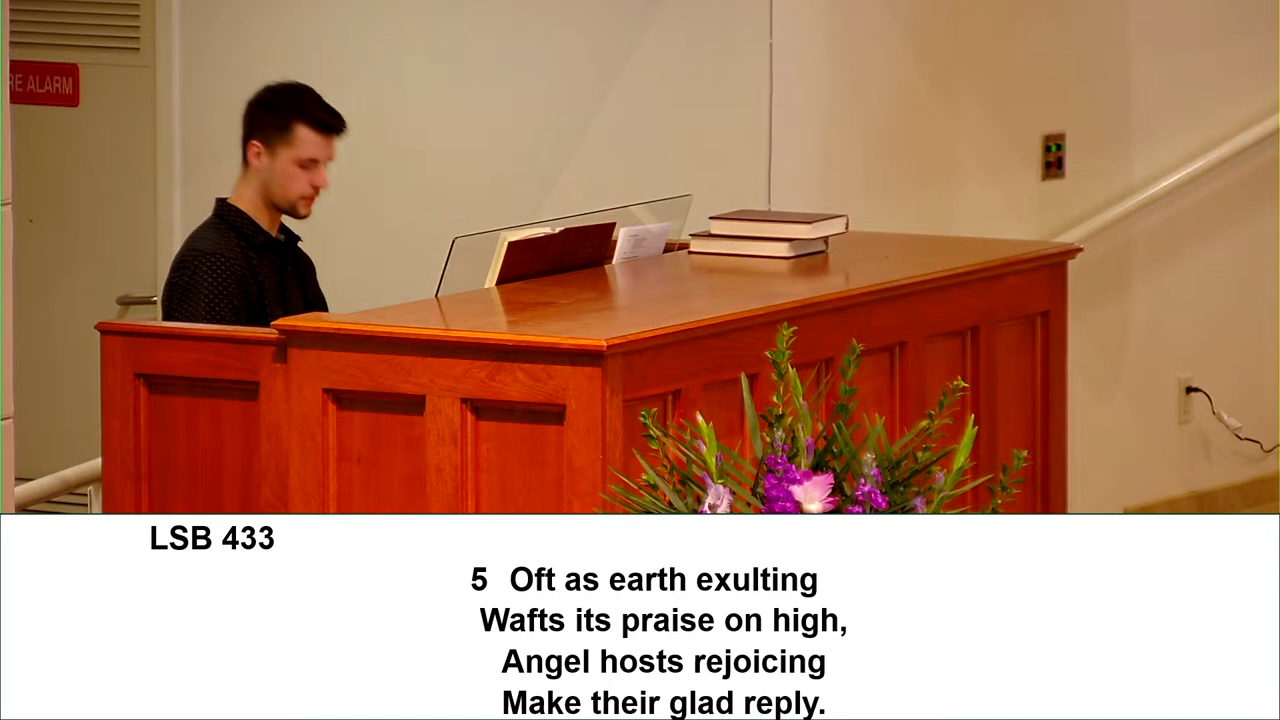 RE ALARM
LSB 433
5 Oft as earth exulting
Wafts its praise on high,
Angel hosts rejoicing
Make their glad reply.